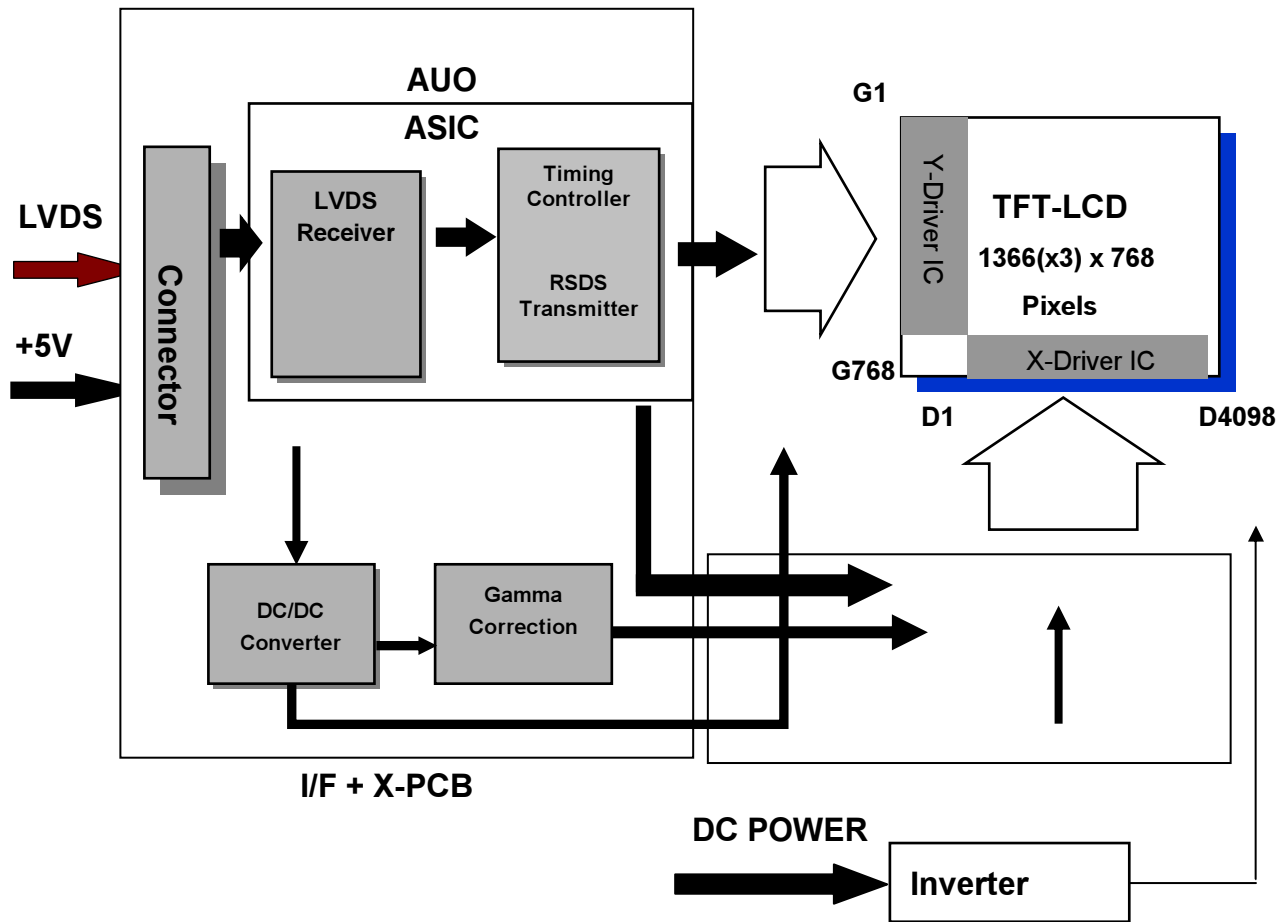 AUO
ASIC
LVDS
+5V
Connector
LVDS
Receiver
Timing
Controller
RSDS
Transmitter
G1
Y-Driver IC
TFT-LCD
1366(x3) x 768
Pixels
X-Driver IC
G768
D1
D4098
DC/DC
Converter
Gamma
Correction
I/F + X-PCB
DC POWER
Inverter